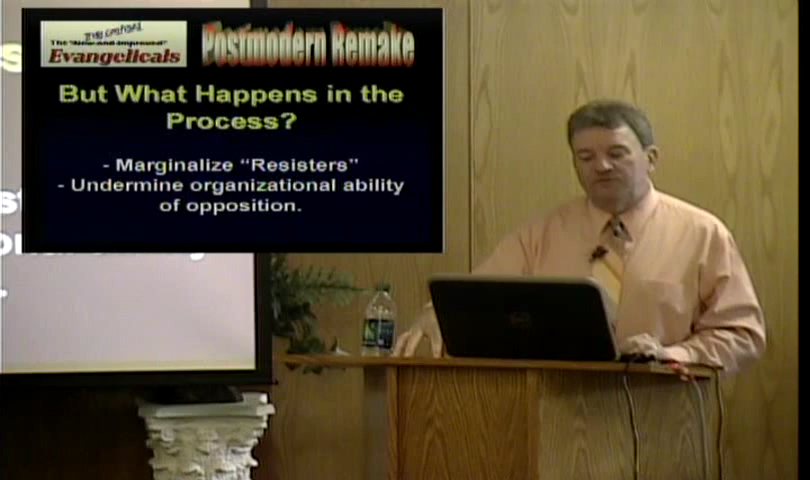 The "New and Improved"
Evangelicals
Postmodern Remake
But What Happens in the
Process?
- Marginalize "Resisters"
- Undermine organizational ability
of opposition.